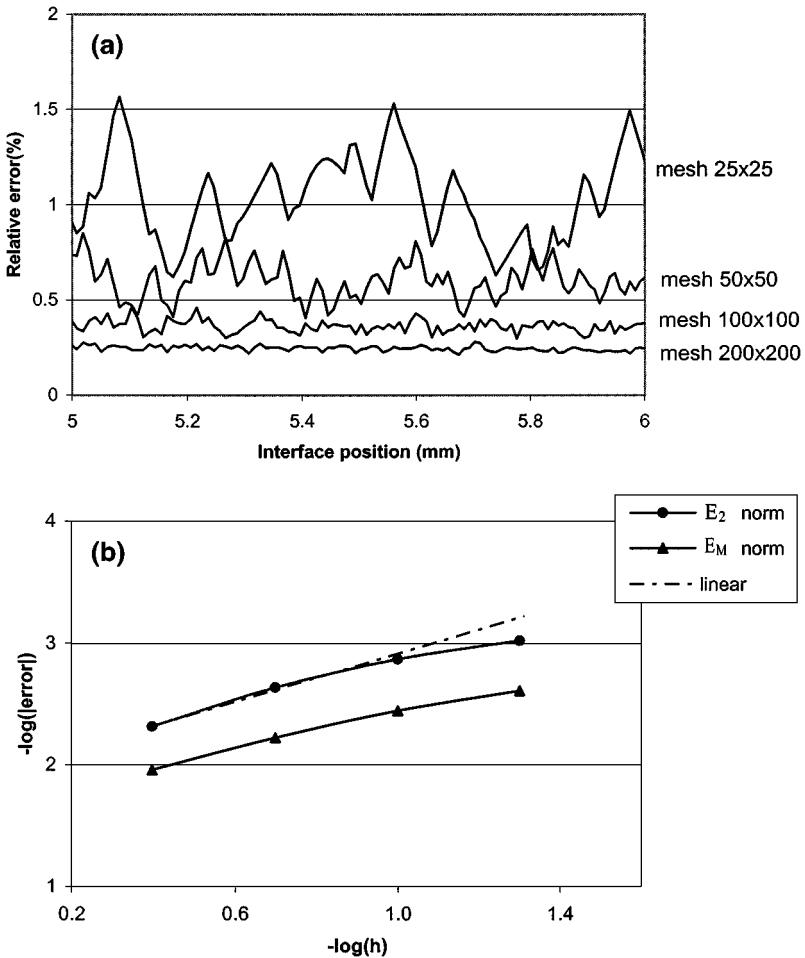 2
(a)
1.5
mesh 25x25
1
Relative error(%)
mesh 50x50
0.5
mesh 100x100
mesh 200x200
0
5
5.2
5.4
5.6
5.8
6
Interface position (mm)
4
(b)
E2 norm
EM norm
linear
3
-log(|error|)
2
1
0.2
0.6
1.0
1.4
-log(h)